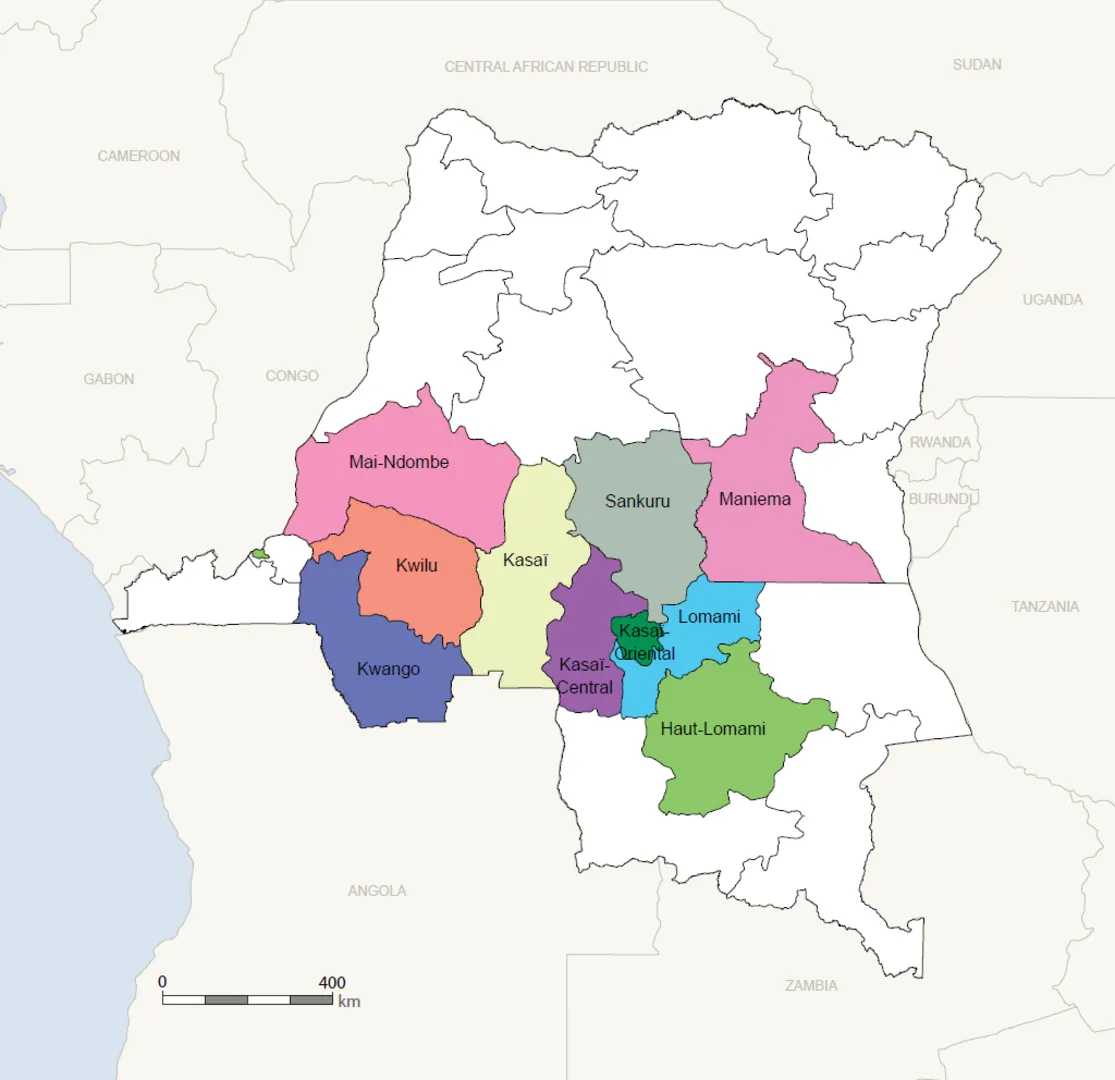 CENTRAL AFRICAN REPUBLIC
SUDAN
CAMEROON
UGANDA
GABON
CONGO
RWANDA
Mai-Ndombe
Sankuru
Maniema
BURUNDI
Kwilu
Kasaï
TANZANIA
Lomami
Kasaï-
Oriental
Kwango
Kasaï-
Central
Haut-Lomami
ANGOLA
ZAMBIA
0 400
km